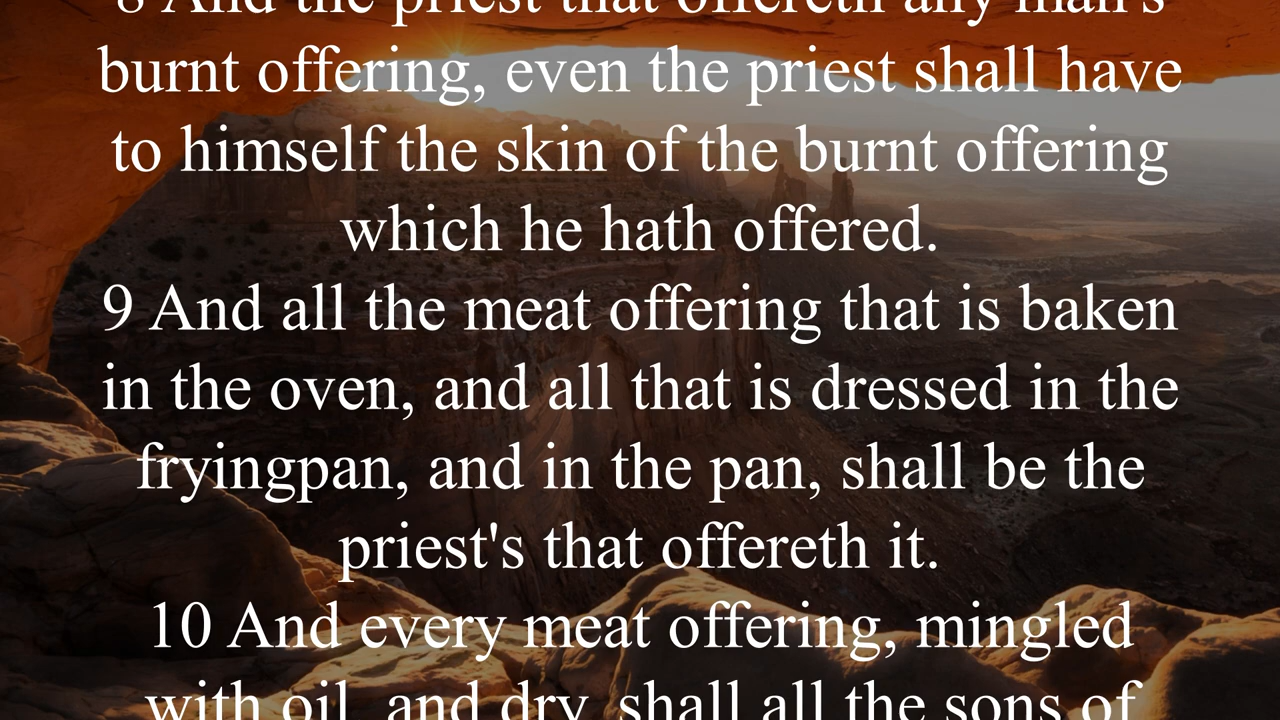 8 And the priest that offereth any man's
burnt offering, even the priest shall have
to himself the skin of the burnt offering
which he hath offered.
9 And all the meat offering that is baken
in the oven, and all that is dressed in the
fryingpan, and in the pan, shall be the
priest's that offereth it.
10 And every meat offering, mingled
with oil, and dry, shall all the sons of